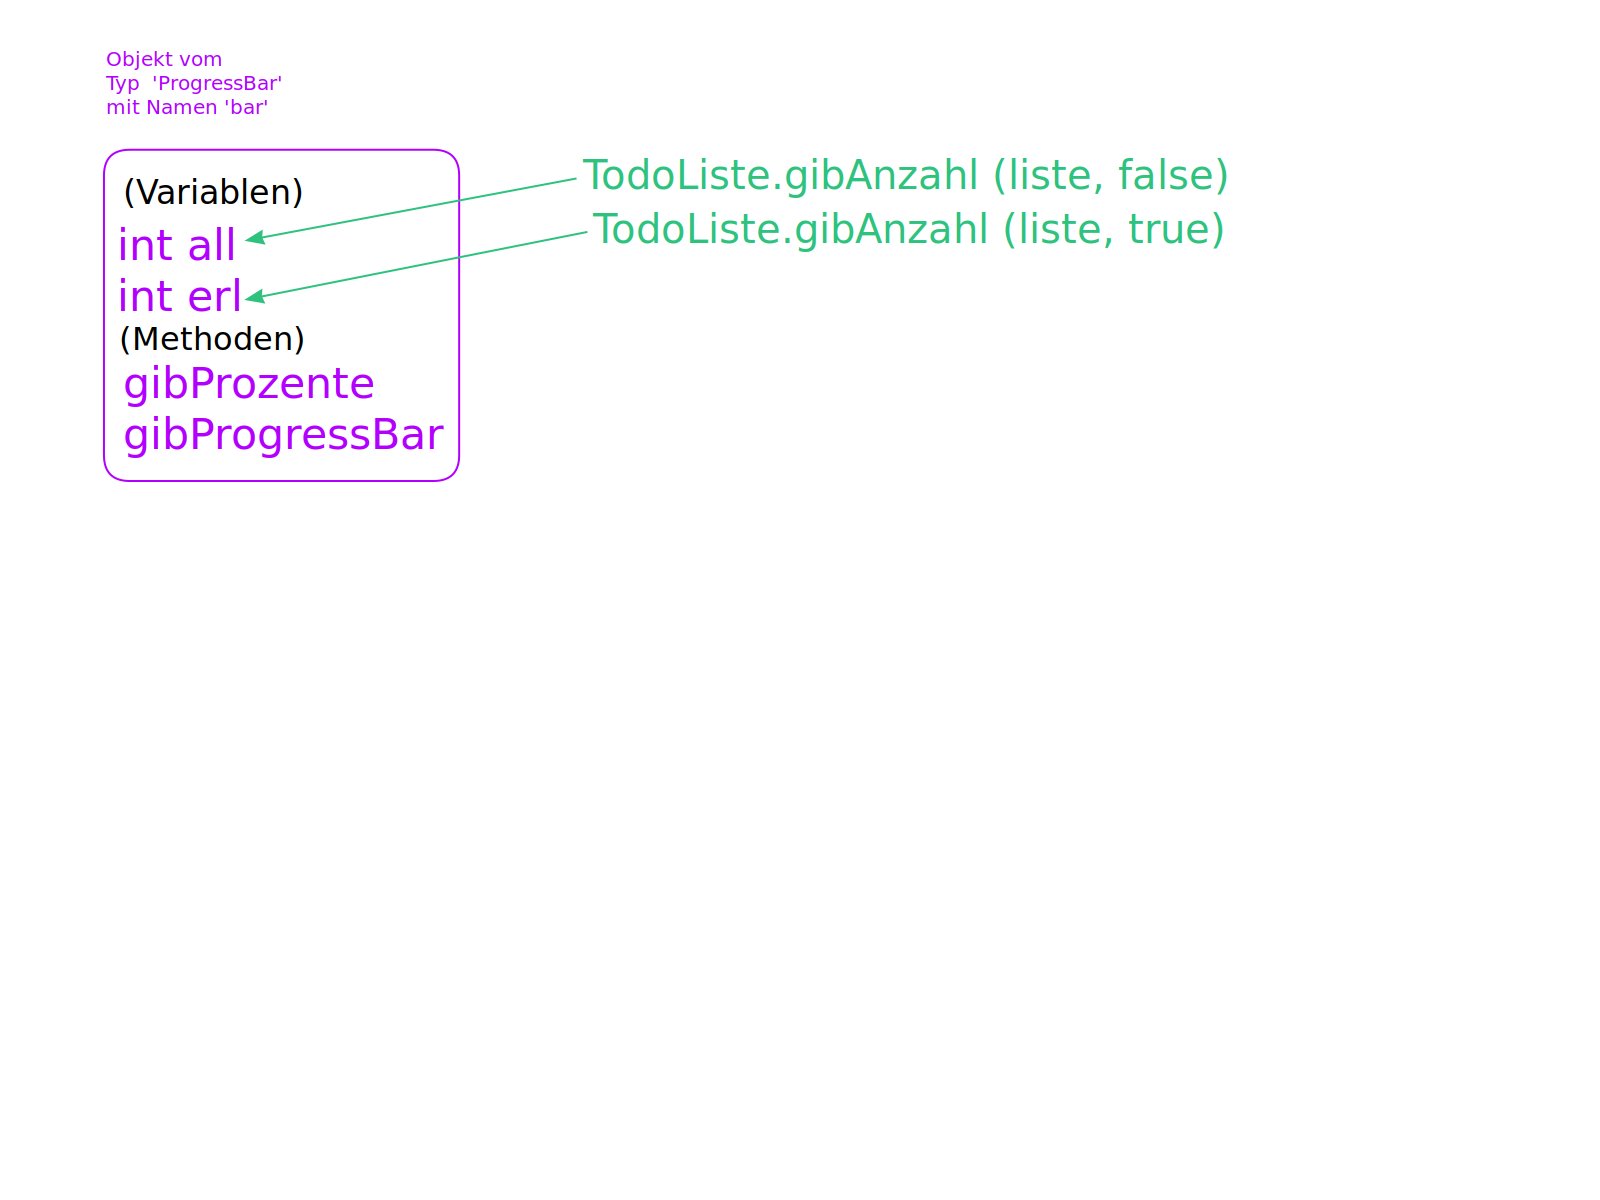 Objekt vom
Typ  'ProgressBar'
mit Namen 'bar'
(Variablen)
int all
int erl
(Methoden)
gibProzente
gibProgressBar
TodoListe.gibAnzahl (liste, false)
TodoListe.gibAnzahl (liste, true)